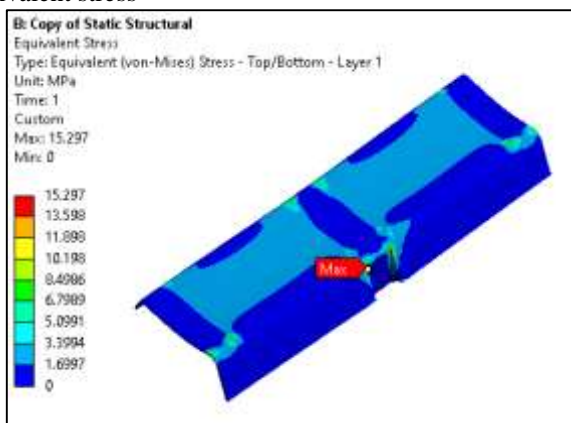 valent stress
B: Copy of Static Structural
Equivalent Stress
Type: Equivalent (von-Mises) Stress - Top/Bottom - Layer 1
Unit: MPa
Time: 1
Custom
Max: 15.297
Min: 0
15.297
13.598
11.898
10.198
8.4986
6.7989
5.0991
3.3994
1.6997
0
Max